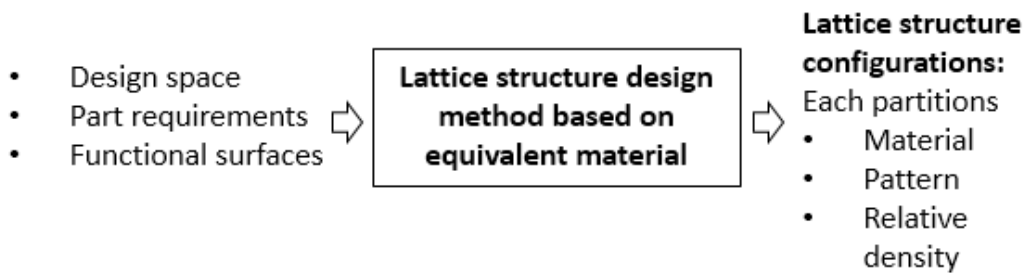 • Design space
• Part requirements
• Functional surfaces
Lattice structure design
method based on
equivalent material
Lattice structure
configurations:
Each partitions
• Material
• Pattern
• Relative
density